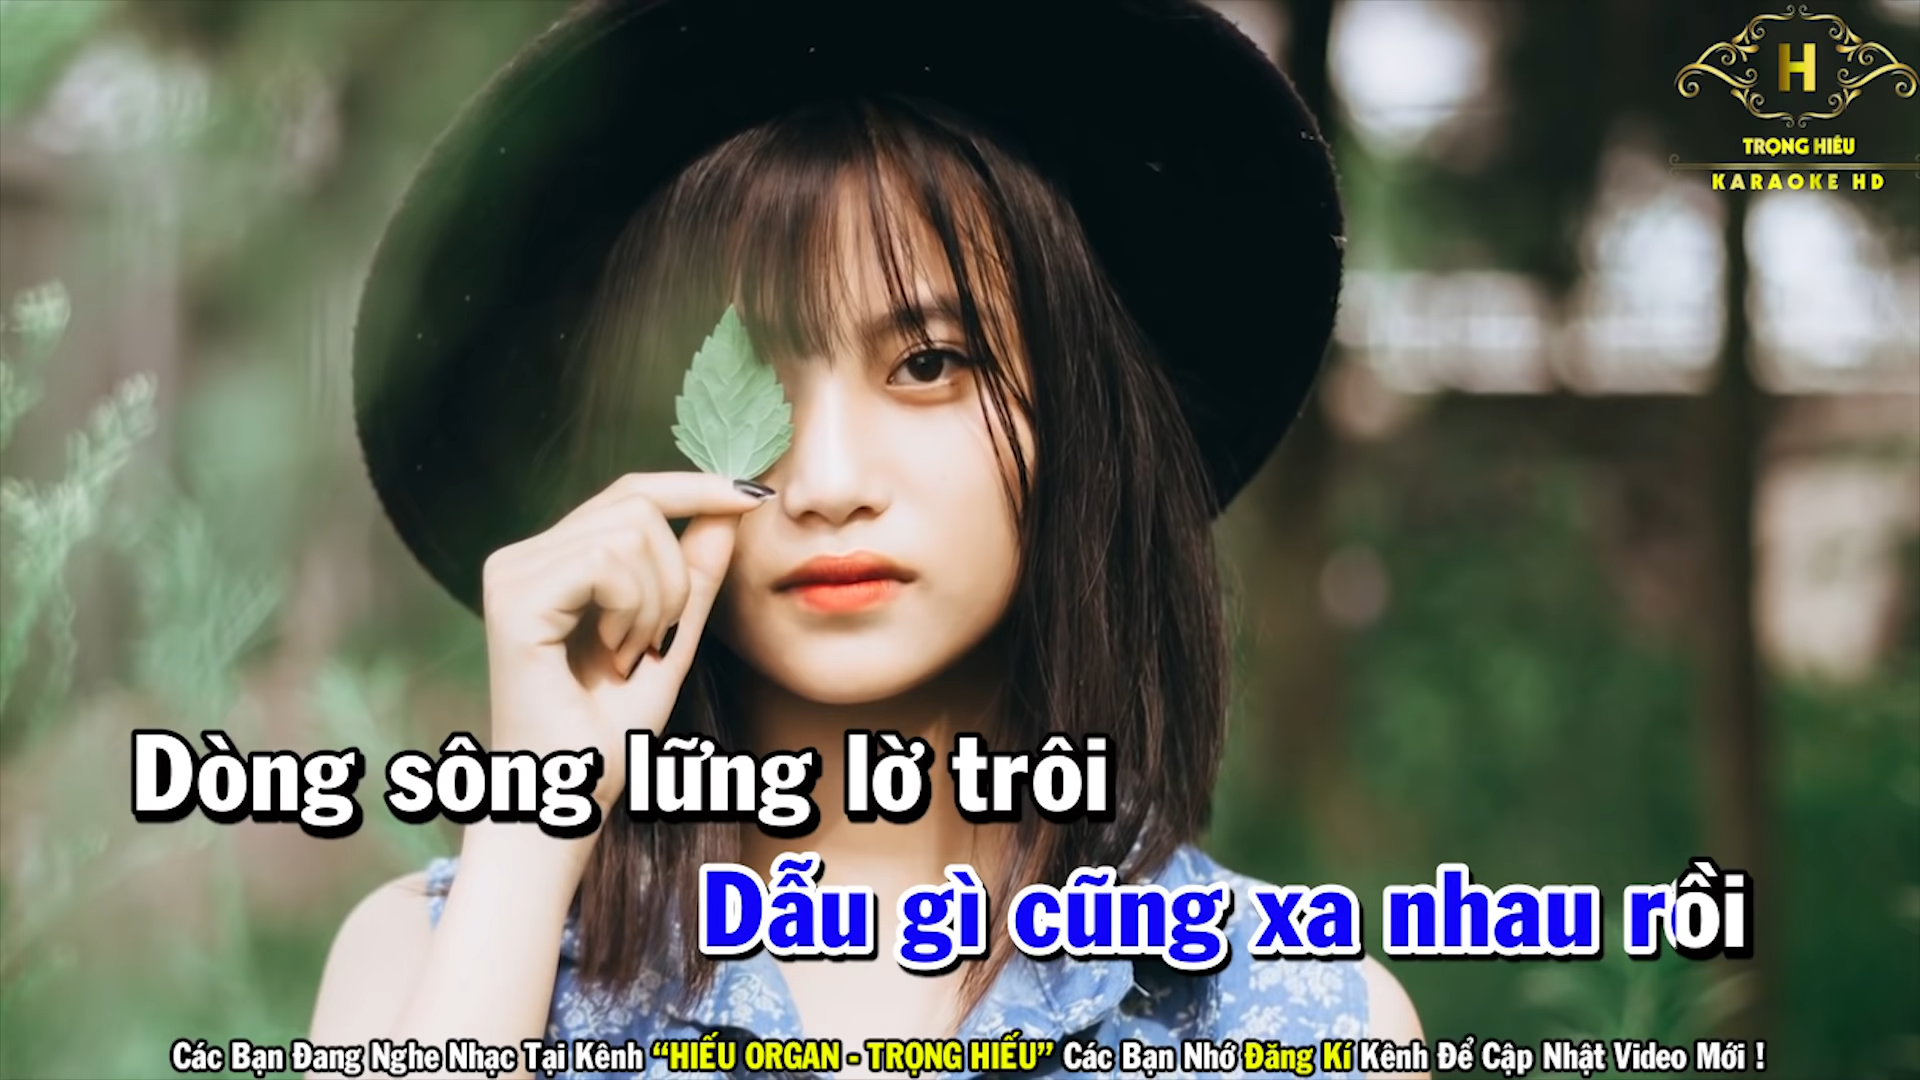 H
TRỌNG HIẾU
KARAOKE HD
Dòng sông lững lờ trôi
Dẫu gì cũng xa nhau rồi
Các Bạn Đang Nghe Nhạc Tại Kênh “HIẾU ORGAN - TRỌNG HIẾU” Các Bạn Nhớ Đăng Kí Kênh Để Cập Nhật Video Mới !